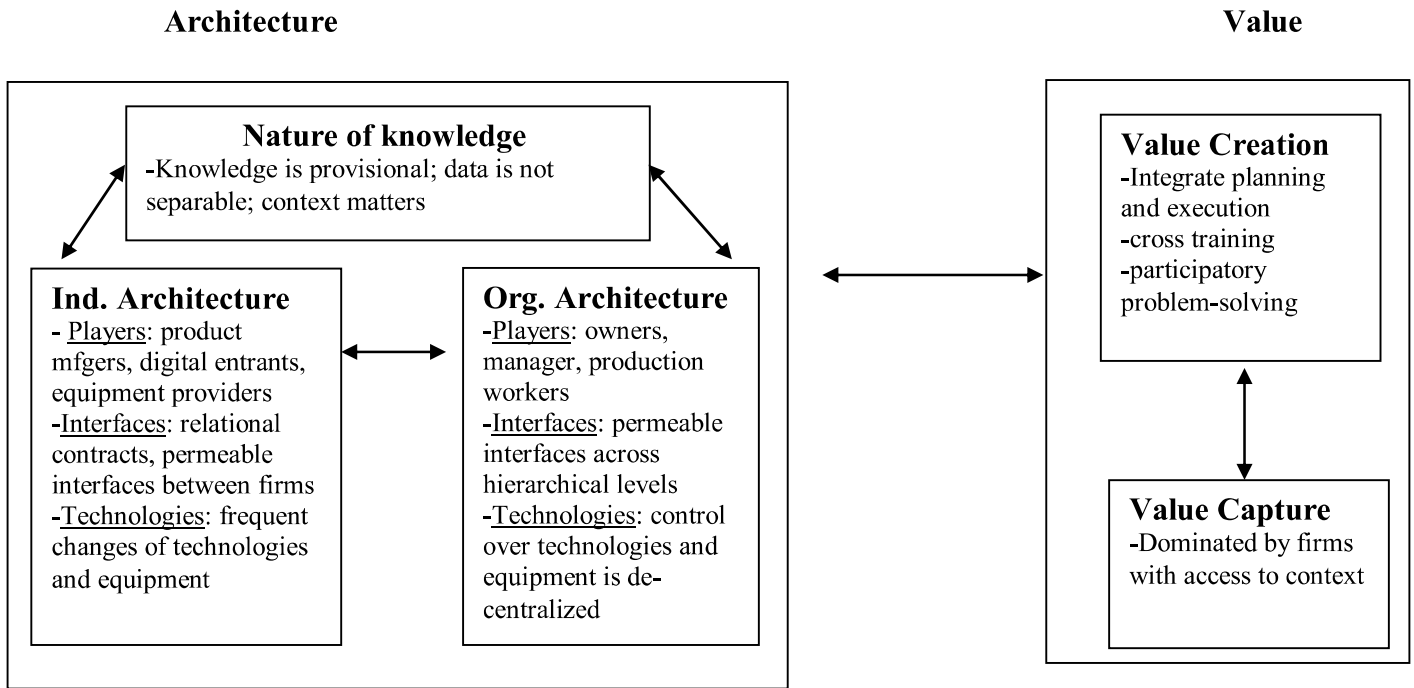 Architecture
Value
Nature of knowledge
-Knowledge is provisional; data is not
separable; context matters
Ind. Architecture
- Players: product
mfgers, digital entrants,
equipment providers
-Interfaces: relational
contracts, permeable
interfaces between firms
-Technologies: frequent
changes of technologies
and equipment
Org. Architecture
-Players: owners,
manager, production
workers
-Interfaces: permeable
interfaces across
hierarchical levels
-Technologies: control
over technologies and
equipment is de-
centralized
Value Creation
-Integrate planning
and execution
-cross training
-participatory
problem-solving
Value Capture
-Dominated by firms
with access to context